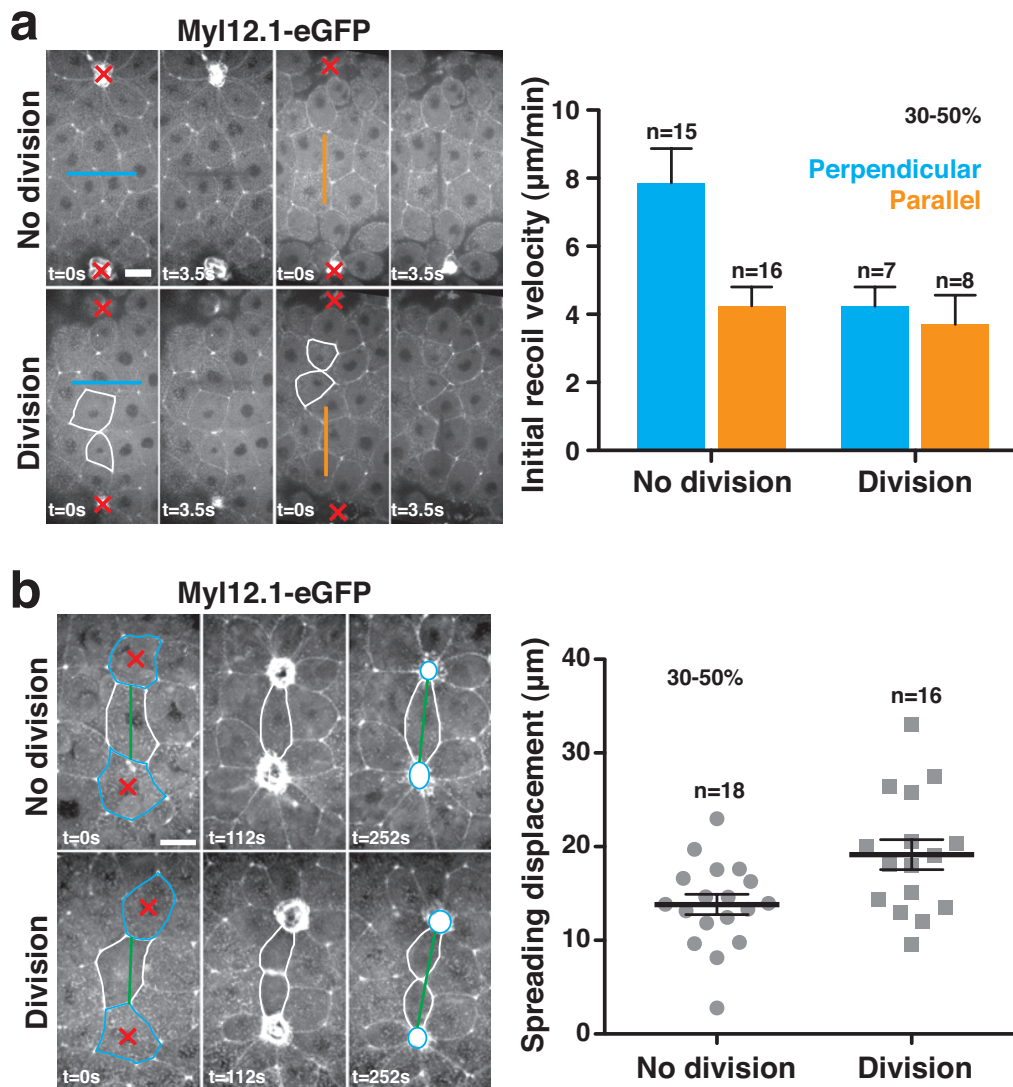 a
Myl12.1-eGFP
No division
t=0s
t=3.5s
t=0s
t=3.5s
Division
t=0s
t=3.5s
t=0s
t=3.5s
Initial recoil velocity (µm/min)
10
8
6
4
2
0
30-50%
Perpendicular
Parallel
n=15
n=16
n=7
n=8
No division
Division
b
Myl12.1-eGFP
No division
t=0s
t=112s
t=252s
Division
t=0s
t=112s
t=252s
Spreading displacement (µm)
40
30
20
10
0
30-50%
n=18
n=16
No division
Division